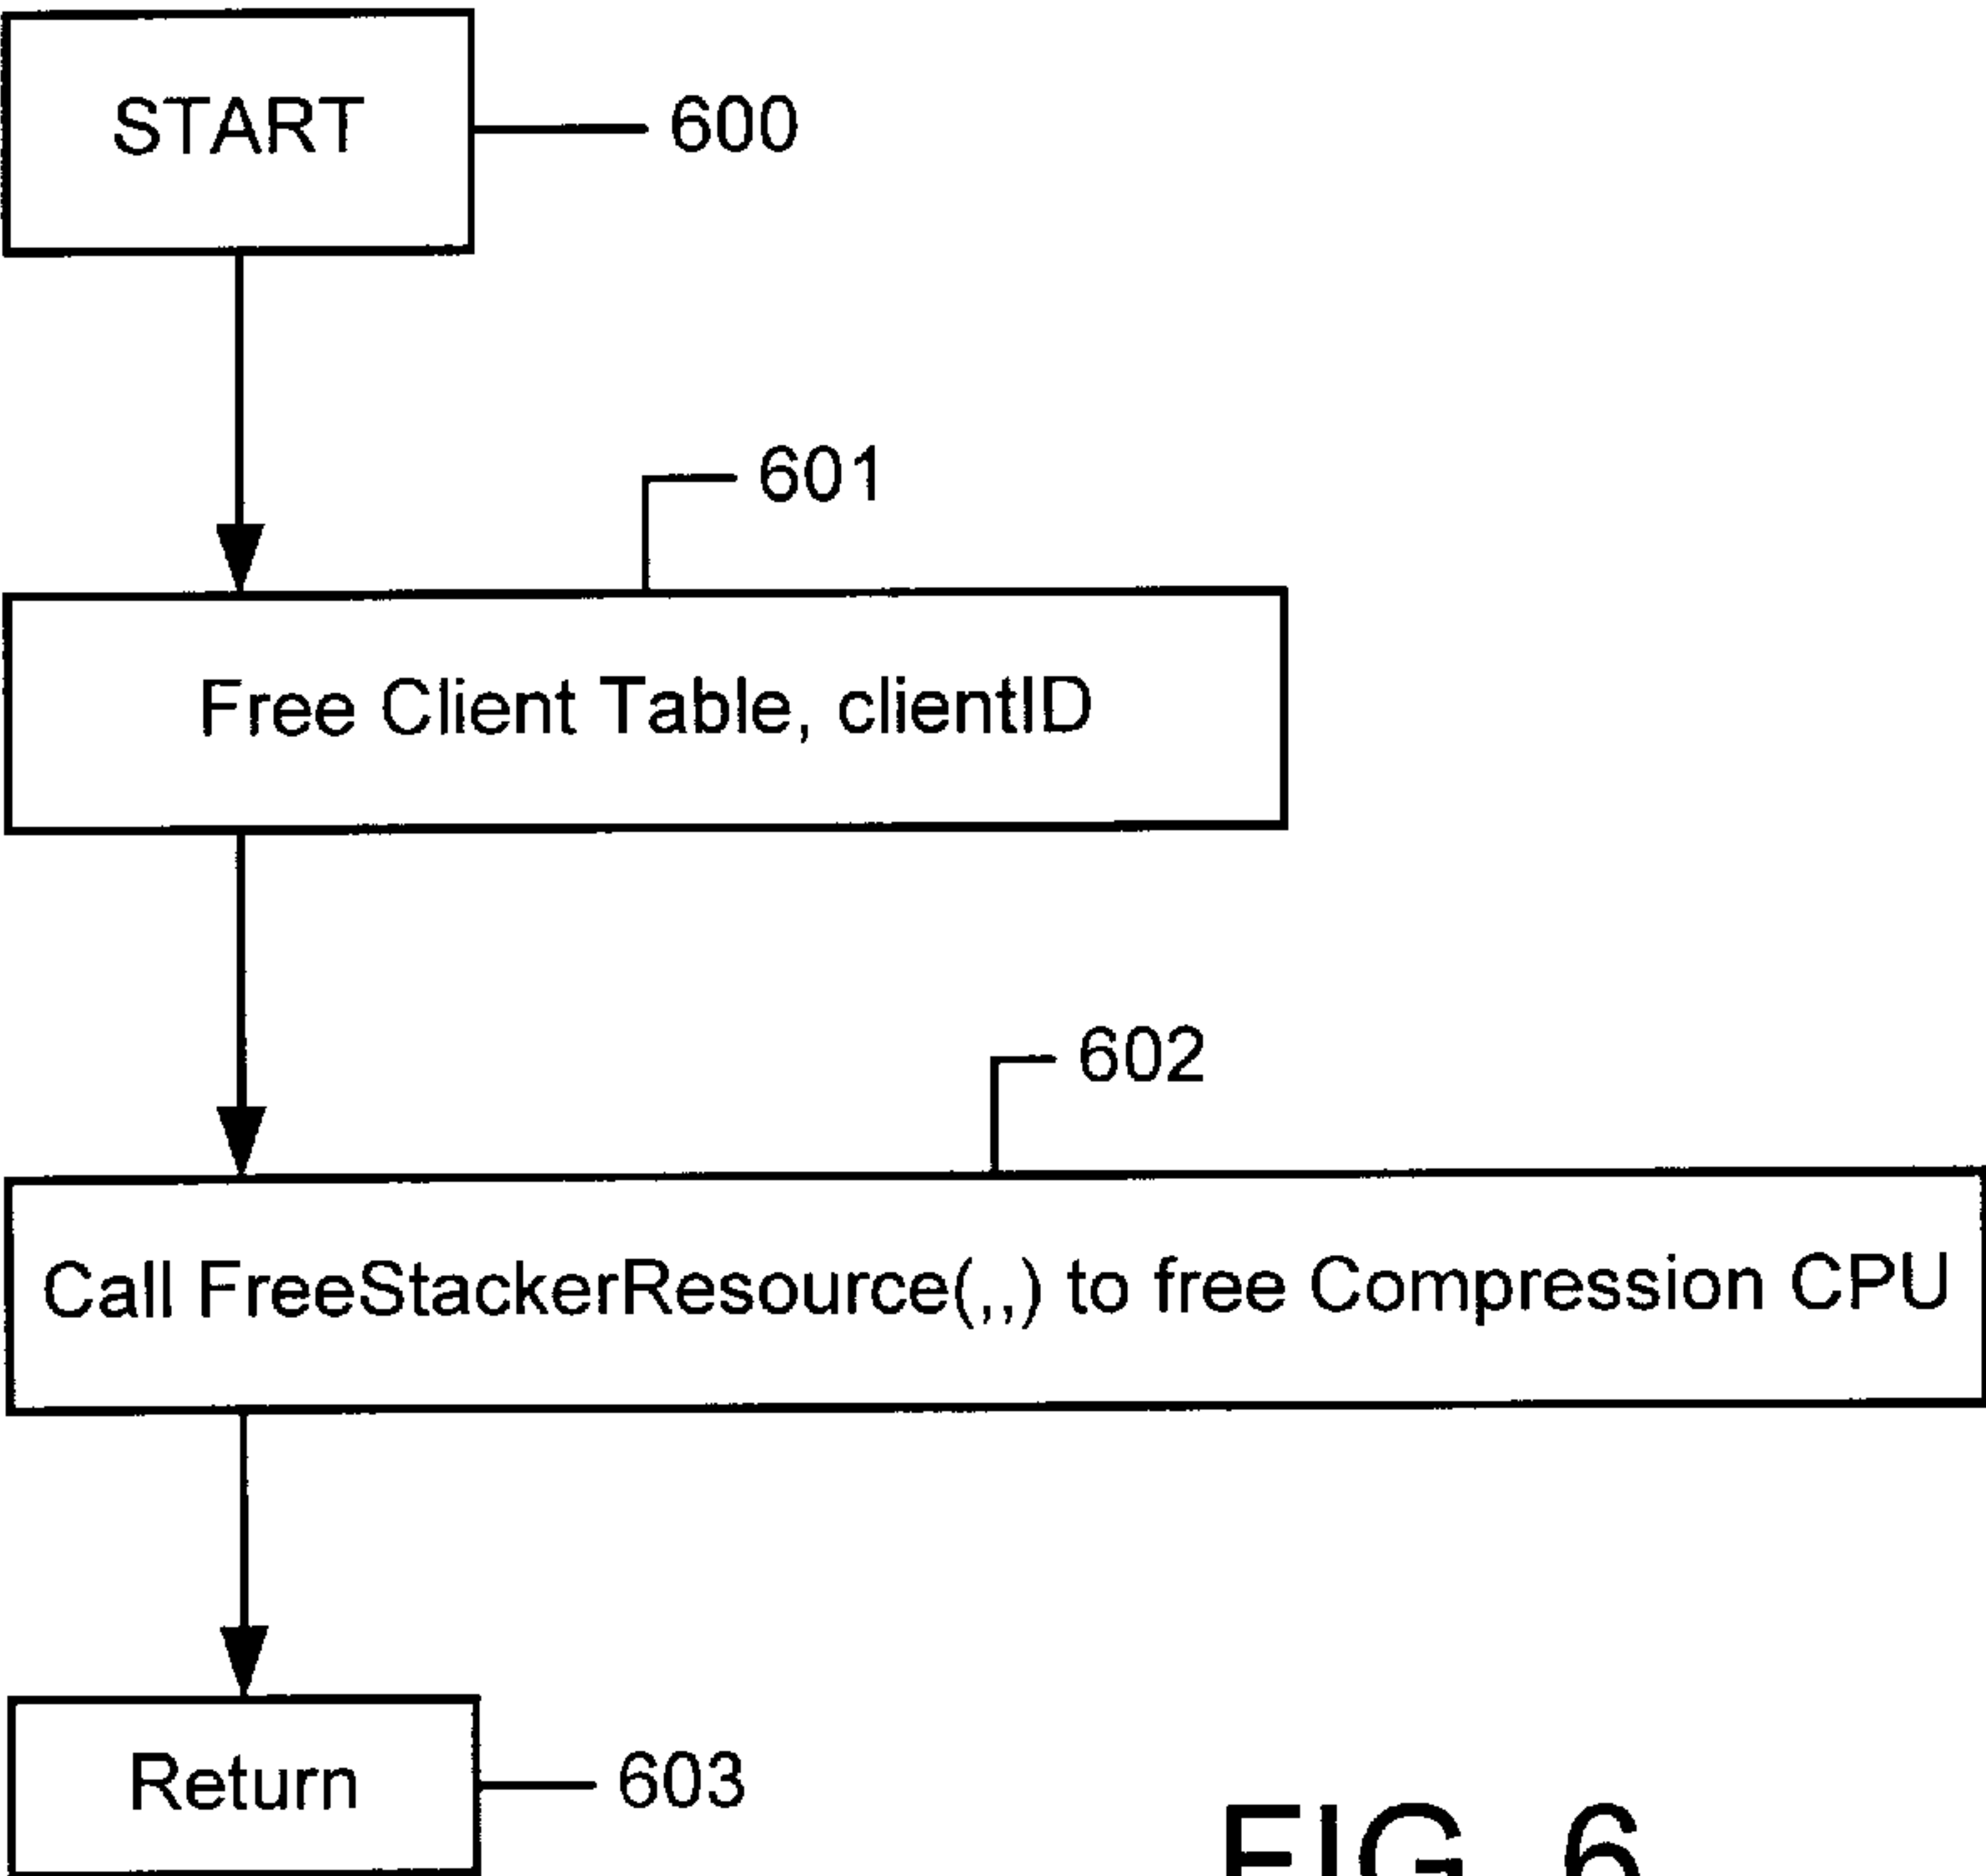 START
600
601
Free Client Table, clientID
602
Call FreeStackerResource(,,,) to free Compression CPU
Return
603
FIG. 6